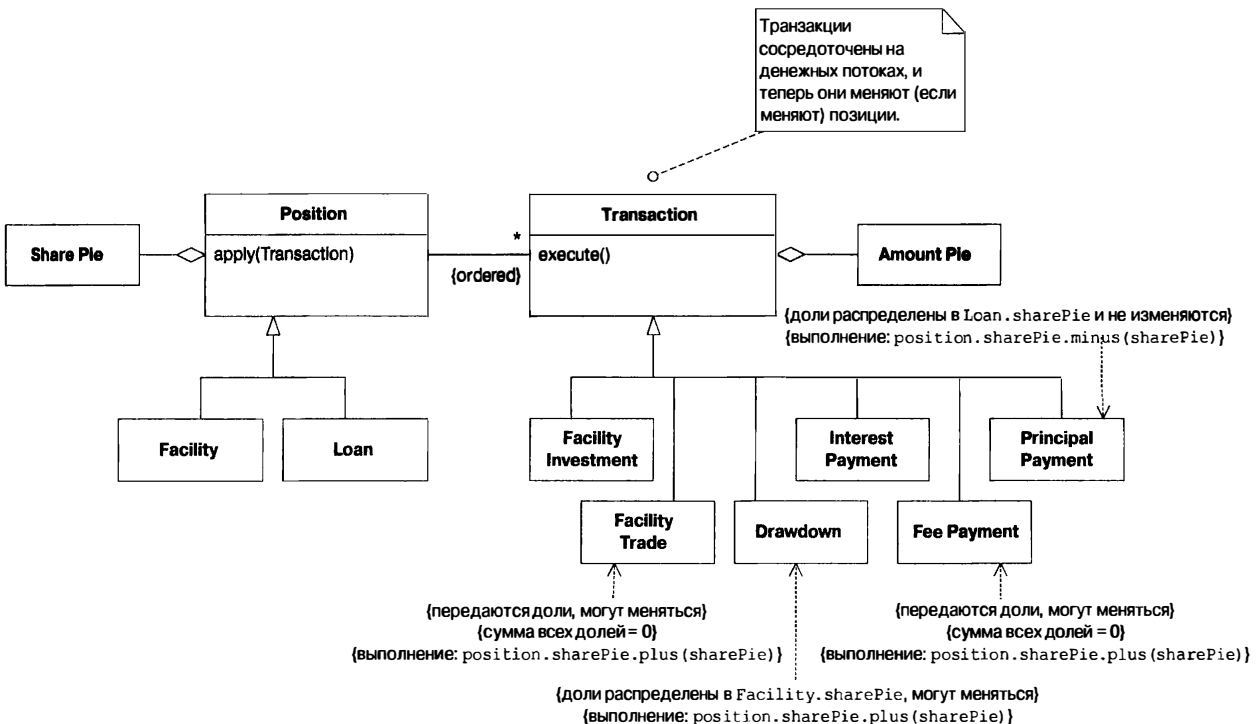 Транзакции
сосредоточены на
денежных потоках, и
теперь они меняют (если
меняют) позиции.
Share Pie
Position
apply(Transaction)
*
{ordered}
Transaction
execute()
Amount Pie
{доли распределены в Loan.sharePie и не изменяются}
{выполнение: position.sharePie.minus(sharePie)}
Facility
Loan
Facility
Investment
Interest
Payment
Principal
Payment
Facility
Trade
Drawdown
Fee Payment
{передаются доли, могут меняться}
{сумма всех долей = 0}
{выполнение: position.sharePie.plus(sharePie)}
{передаются доли, могут меняться}
{сумма всех долей = 0}
{выполнение: position.sharePie.plus(sharePie)}
{доли распределены в Facility.sharePie, могут меняться}
{выполнение: position.sharePie.plus(sharePie)}